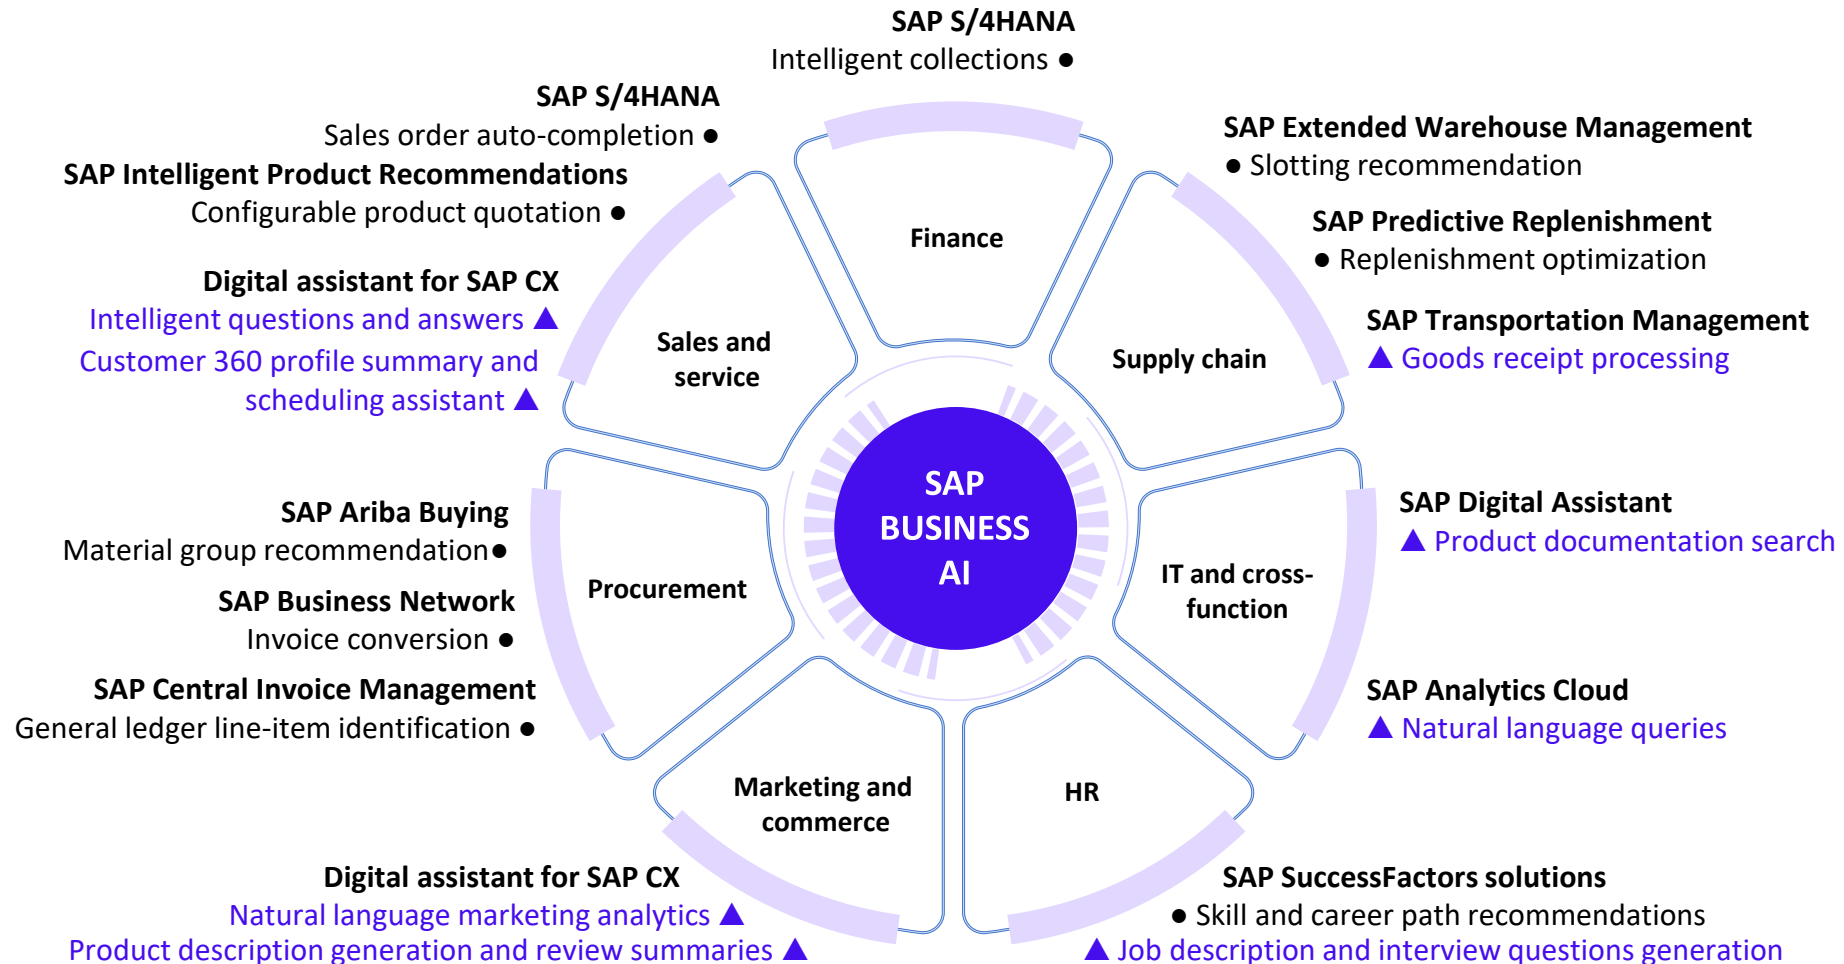 SAP S/4HANA
Intelligent collections ●
SAP S/4HANA
Sales order auto-completion ●
SAP Intelligent Product Recommendations
Configurable product quotation ●
Digital assistant for SAP CX
Intelligent questions and answers ▲
Customer 360 profile summary and
scheduling assistant ▲
SAP Extended Warehouse Management
● Slotting recommendation
SAP Predictive Replenishment
● Replenishment optimization
SAP Transportation Management
▲ Goods receipt processing
Finance
Sales and
service
Supply chain
SAP
BUSINESS
AI
SAP Ariba Buying
Material group recommendation●
SAP Business Network
Invoice conversion ●
SAP Central Invoice Management
General ledger line-item identification ●
Procurement
IT and cross-
function
SAP Digital Assistant
▲ Product documentation search
SAP Analytics Cloud
▲ Natural language queries
Marketing and
commerce
HR
Digital assistant for SAP CX
Natural language marketing analytics ▲
Product description generation and review summaries ▲
SAP SuccessFactors solutions
● Skill and career path recommendations
▲ Job description and interview questions generation